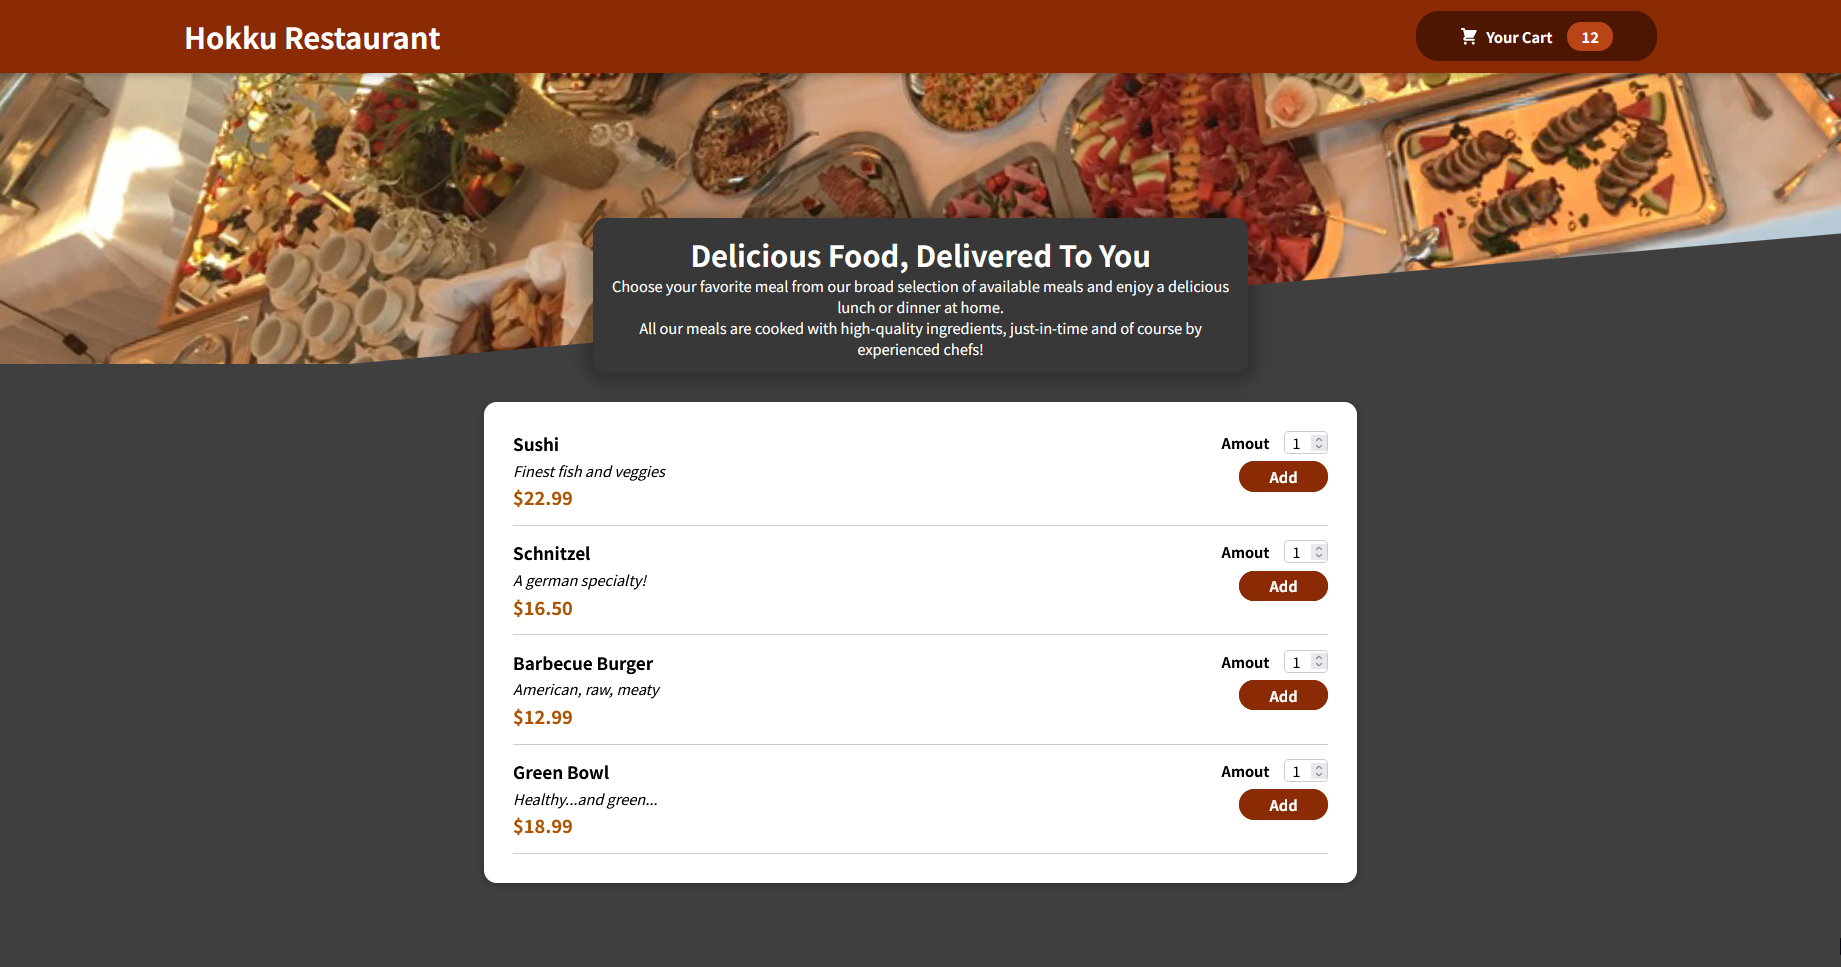 Hokku Restaurant
Your Cart 12
Delicious Food, Delivered To You
Choose your favorite meal from our broad selection of available meals and enjoy a delicious
lunch or dinner at home.
All our meals are cooked with high-quality ingredients, just-in-time and of course by
experienced chefs!
Sushi
Finest fish and veggies
$22.99
Amout 1
Add
Schnitzel
A german specialty!
$16.50
Amout 1
Add
Barbecue Burger
American, raw, meaty
$12.99
Amout 1
Add
Green Bowl
Healthy...and green...
$18.99
Amout 1
Add